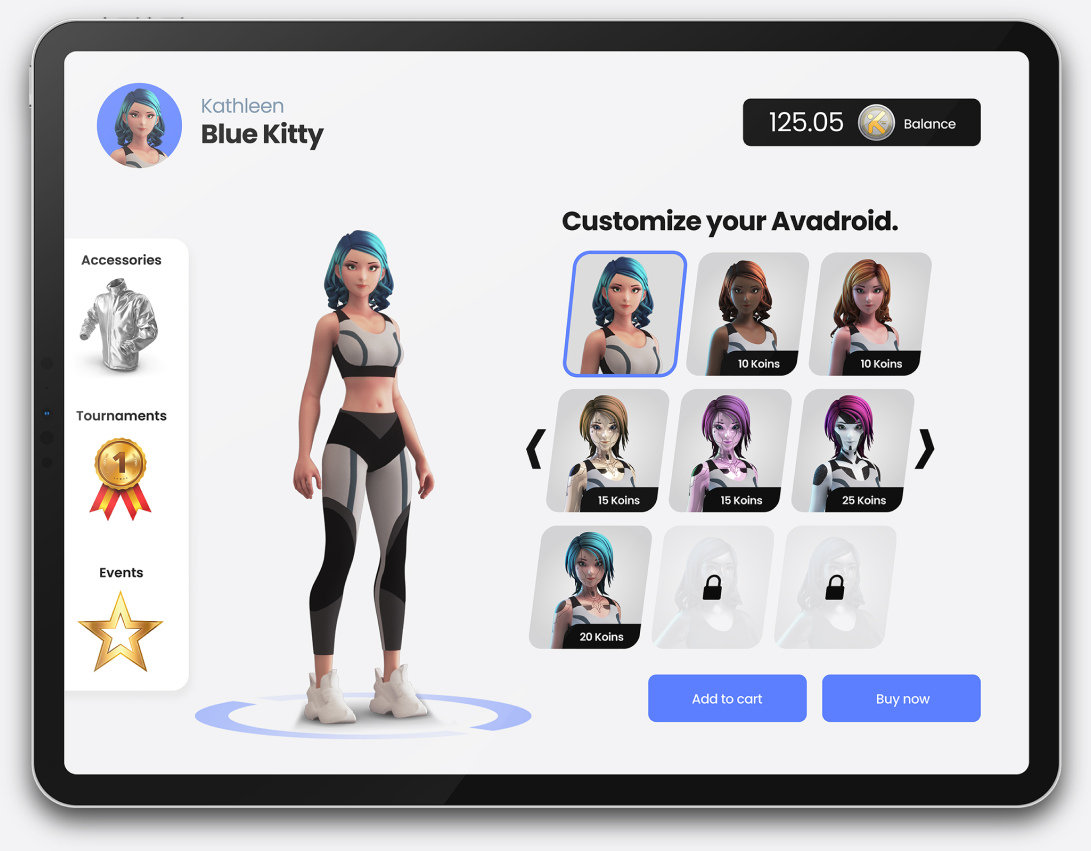 Kathleen
Blue Kitty
125.05 Balance
Customize your Avadroid.
Accessories
10 Koins
10 Koins
Tournaments
1
15 Koins
15 Koins
25 Koins
Events
20 Koins
Add to cart
Buy now